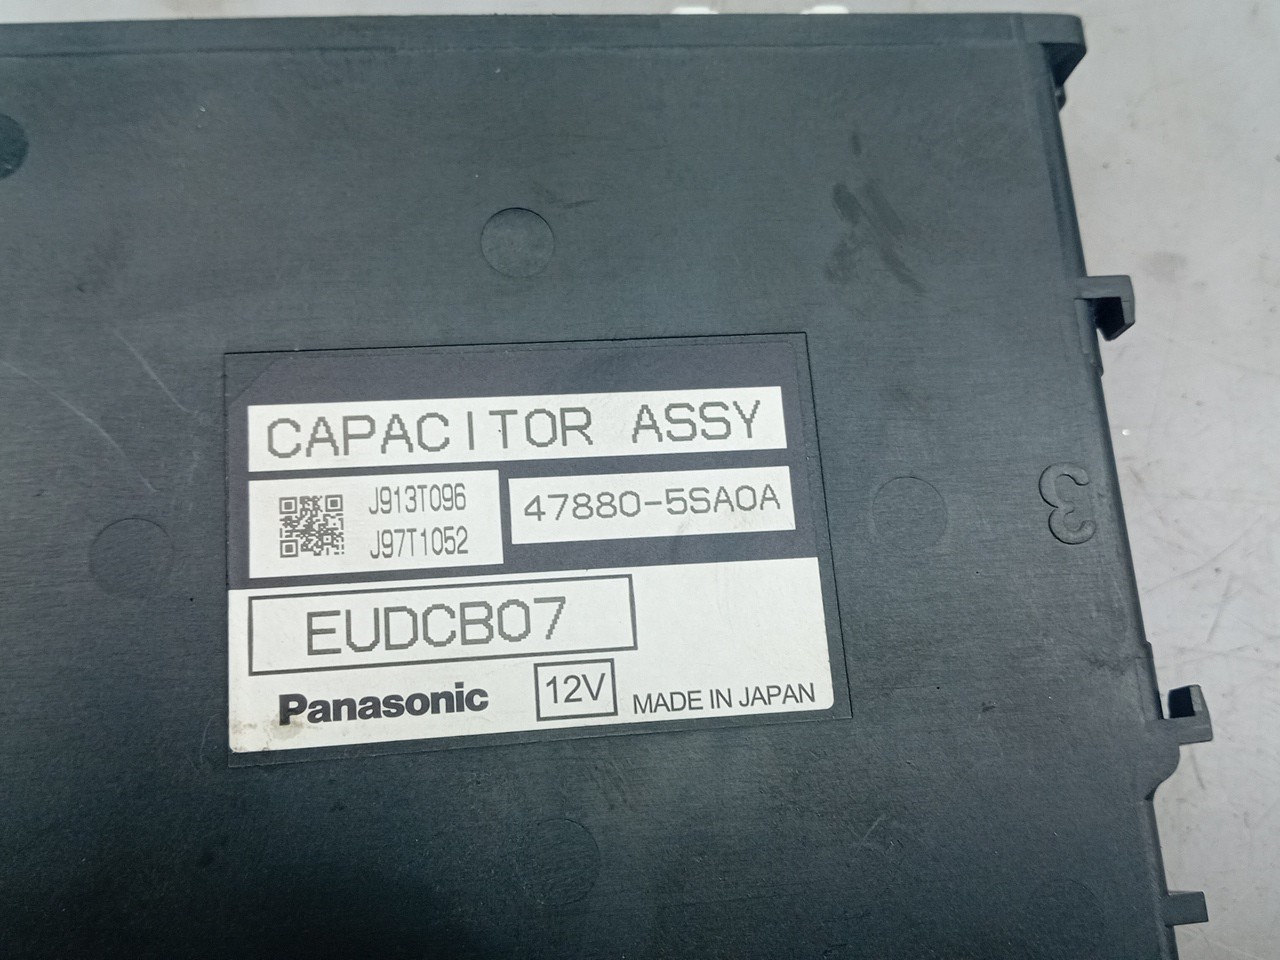 CAPACITOR ASSY
J913T096
J97T1052
47880-5SA0A
EUDCB07
Panasonic
12V
MADE IN JAPAN
3